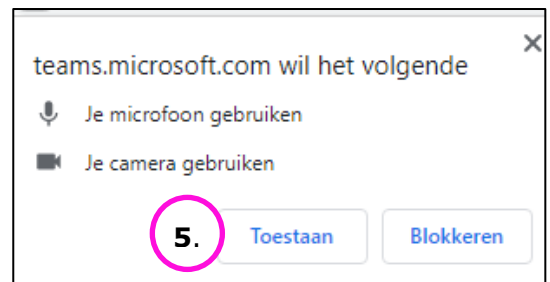 teams.microsoft.com wil het volgende
Je microfoon gebruiken
Je camera gebruiken
5. Toestaan Blokkeren